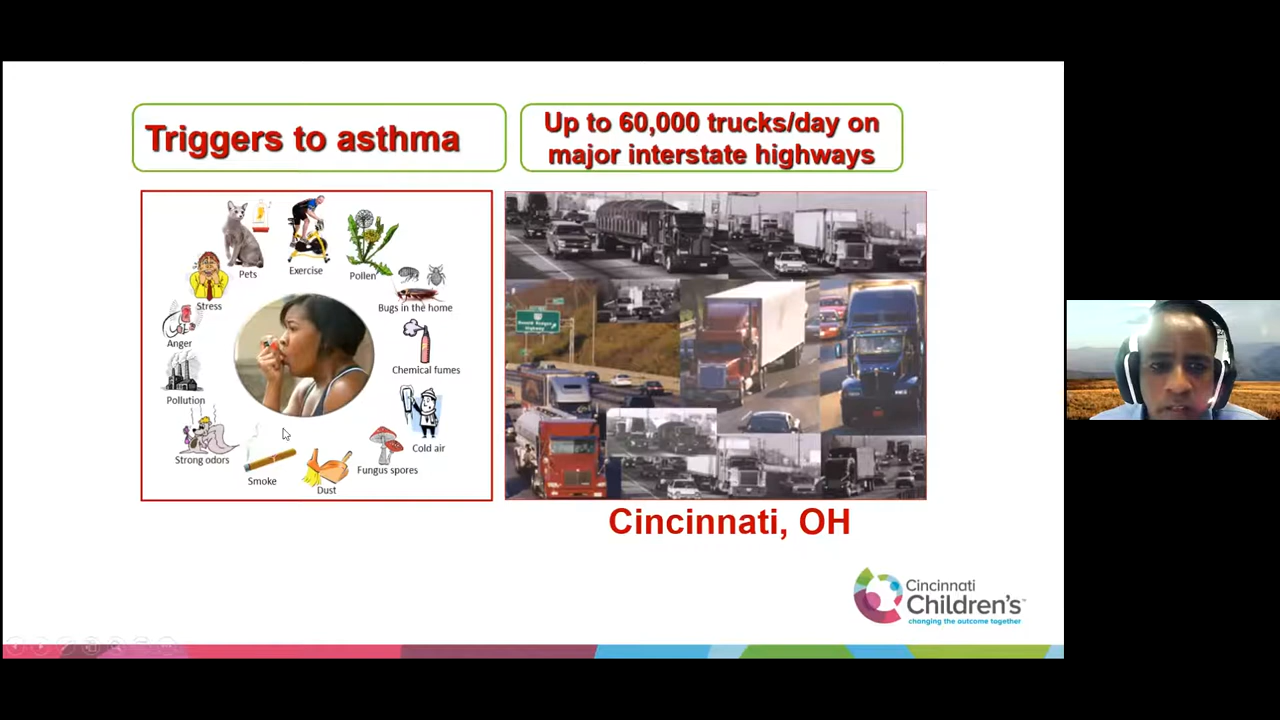 Triggers to asthma
Up to 60,000 trucks/day on
major interstate highways
Pets
Exercise
Pollen
Bugs in the home
Chemical fumes
Cold air
Fungus spores
Dust
Smoke
Strong odors
Pollution
Anger
Stress
Cincinnati, OH
Cincinnati
Children's™
changing the outcome together